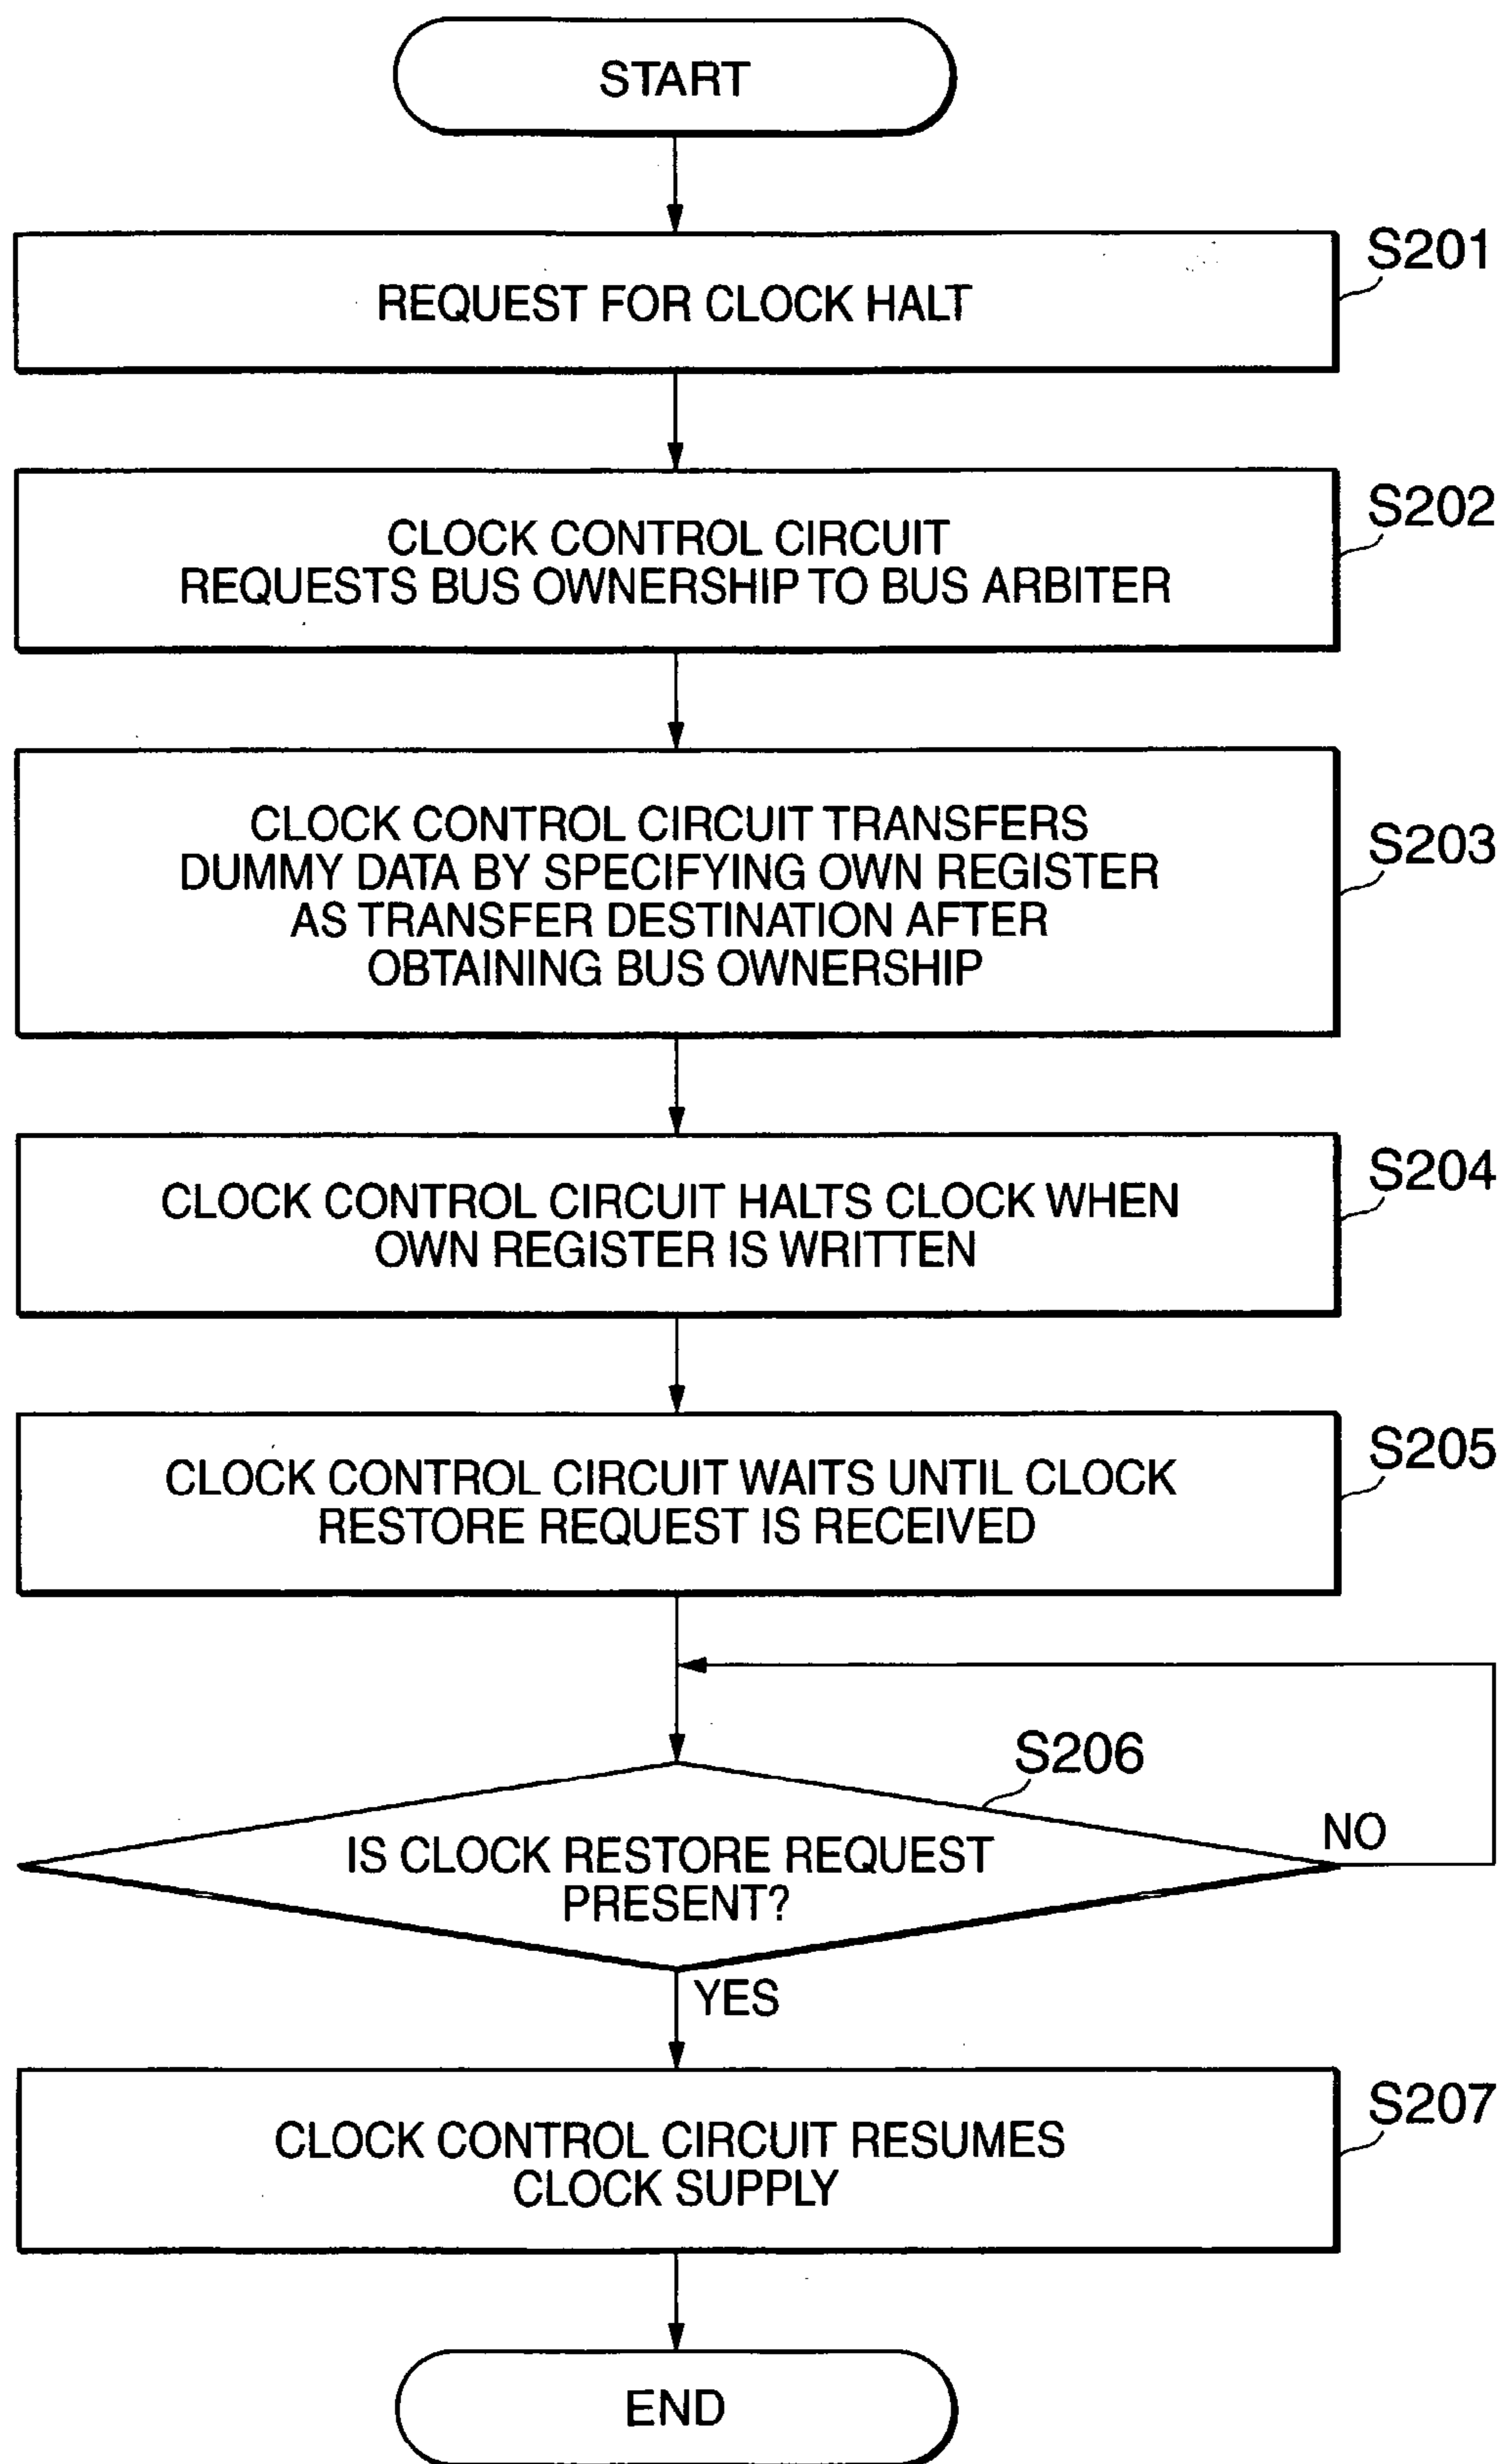 START
S201
REQUEST FOR CLOCK HALT
S202
CLOCK CONTROL CIRCUIT
REQUESTS BUS OWNERSHIP TO BUS ARBITER
S203
CLOCK CONTROL CIRCUIT TRANSFERS
DUMMY DATA BY SPECIFYING OWN REGISTER
AS TRANSFER DESTINATION AFTER
OBTAINING BUS OWNERSHIP
S204
CLOCK CONTROL CIRCUIT HALTS CLOCK WHEN
OWN REGISTER IS WRITTEN
S205
CLOCK CONTROL CIRCUIT WAITS UNTIL CLOCK
RESTORE REQUEST IS RECEIVED
S206
IS CLOCK RESTORE REQUEST
PRESENT?
NO
YES
S207
CLOCK CONTROL CIRCUIT RESUMES
CLOCK SUPPLY
END